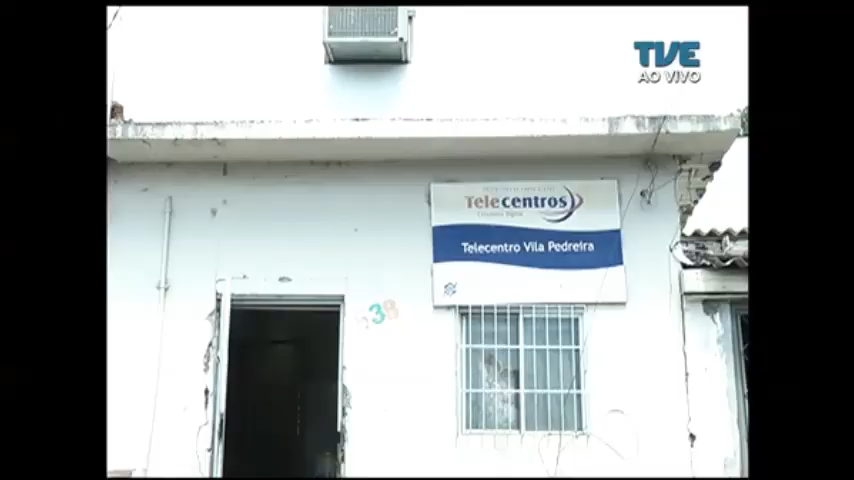 TVE
AO VIVO
Telecentros
Telecentro Vila Pedreira
38